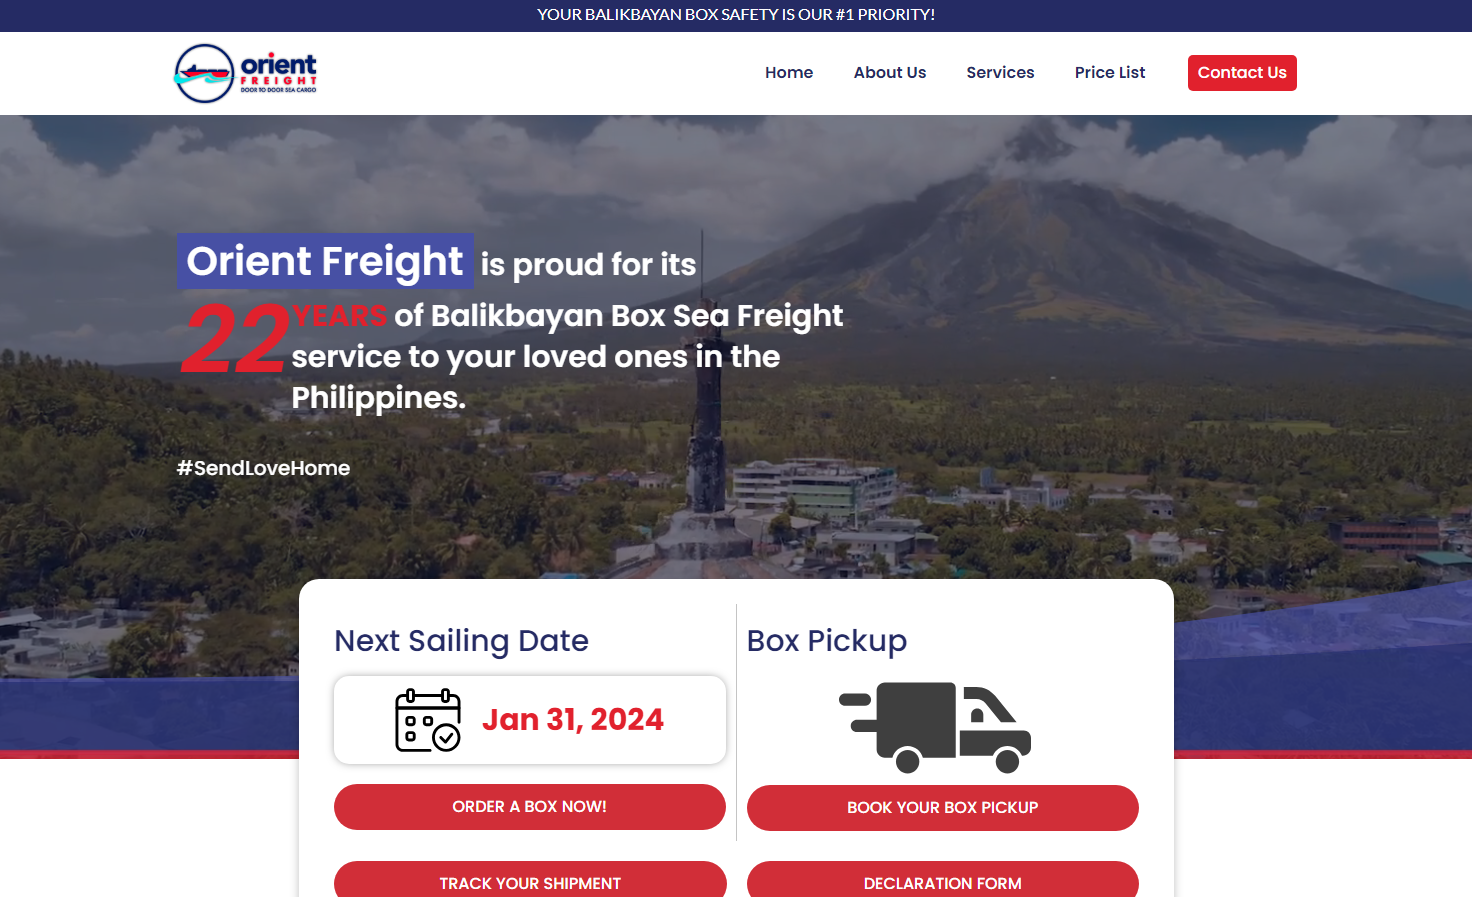 YOUR BALIKBAYAN BOX SAFETY IS OUR #1 PRIORITY!
orient
FREIGHT
DOOR TO DOOR SEA CARGO
Home
About Us
Services
Price List
Contact Us
Orient Freight is proud for its
22 YEARS of Balikbayan Box Sea Freight
service to your loved ones in the
Philippines.
#SendLoveHome
Next Sailing Date
Jan 31, 2024
ORDER A BOX NOW!
TRACK YOUR SHIPMENT
Box Pickup
BOOK YOUR BOX PICKUP
DECLARATION FORM